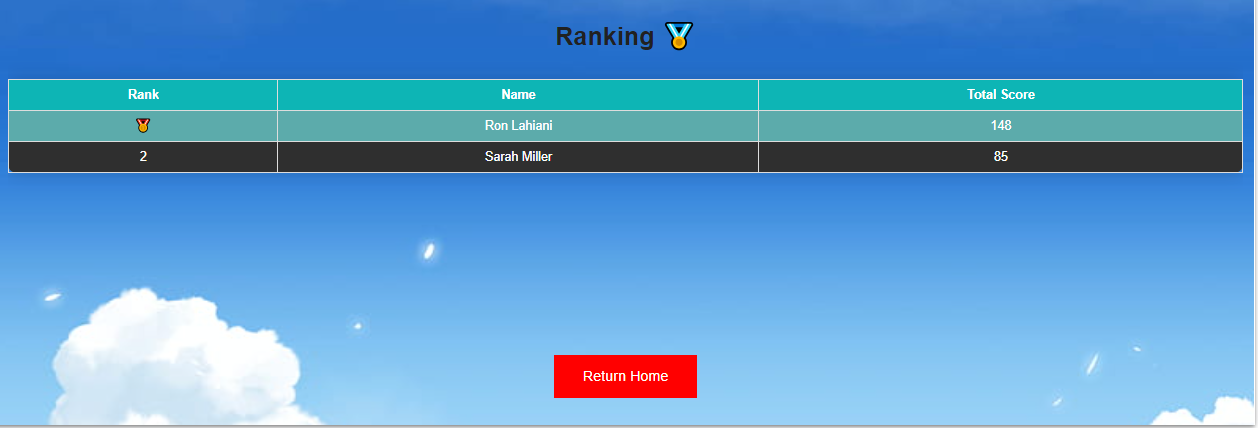 Ranking
Rank Name Total Score
Ron Lahiani 148
2 Sarah Miller 85
Return Home